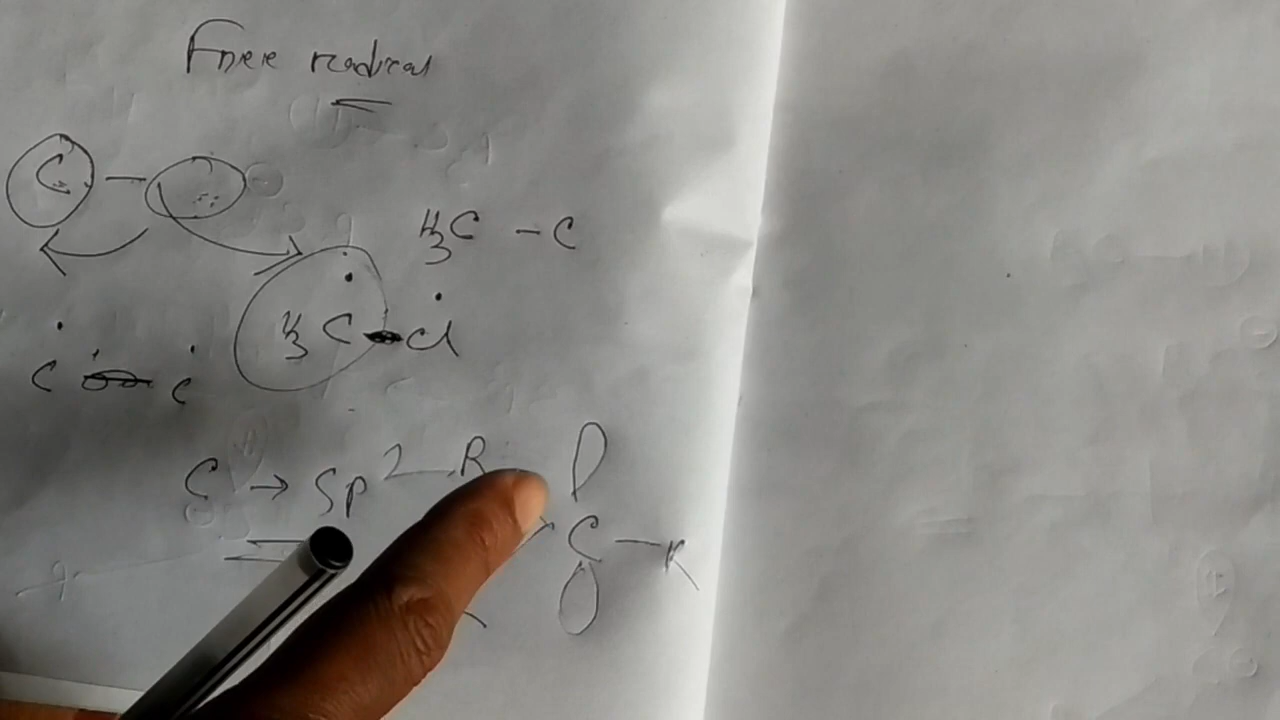 Free radical
C - C
H3C - C
H3C Cl
C C
C → Sp2 R
C - R